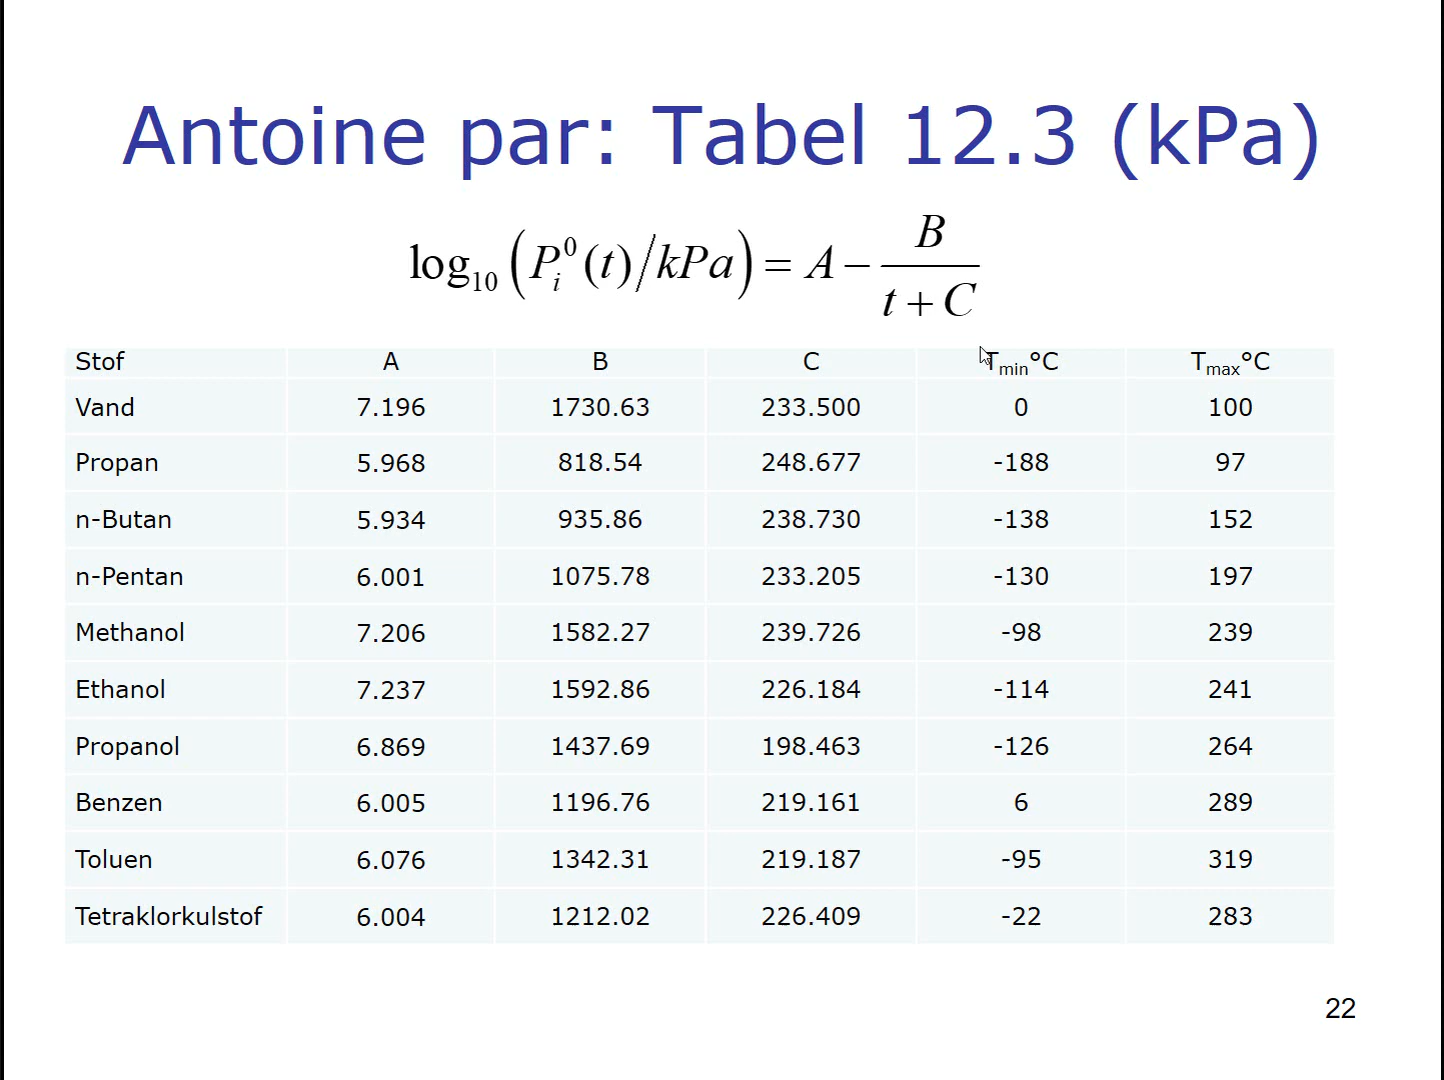 Antoine par: Tabel 12.3 (kPa)
log₁₀(Pᵢ⁰(t)/kPa) = A − B/(t + C)
Stof A B C Tmin°C Tmax°C
Vand 7.196 1730.63 233.500 0 100
Propan 5.968 818.54 248.677 -188 97
n-Butan 5.934 935.86 238.730 -138 152
n-Pentan 6.001 1075.78 233.205 -130 197
Methanol 7.206 1582.27 239.726 -98 239
Ethanol 7.237 1592.86 226.184 -114 241
Propanol 6.869 1437.69 198.463 -126 264
Benzen 6.005 1196.76 219.161 6 289
Toluen 6.076 1342.31 219.187 -95 319
Tetraklorkulstof 6.004 1212.02 226.409 -22 283
22